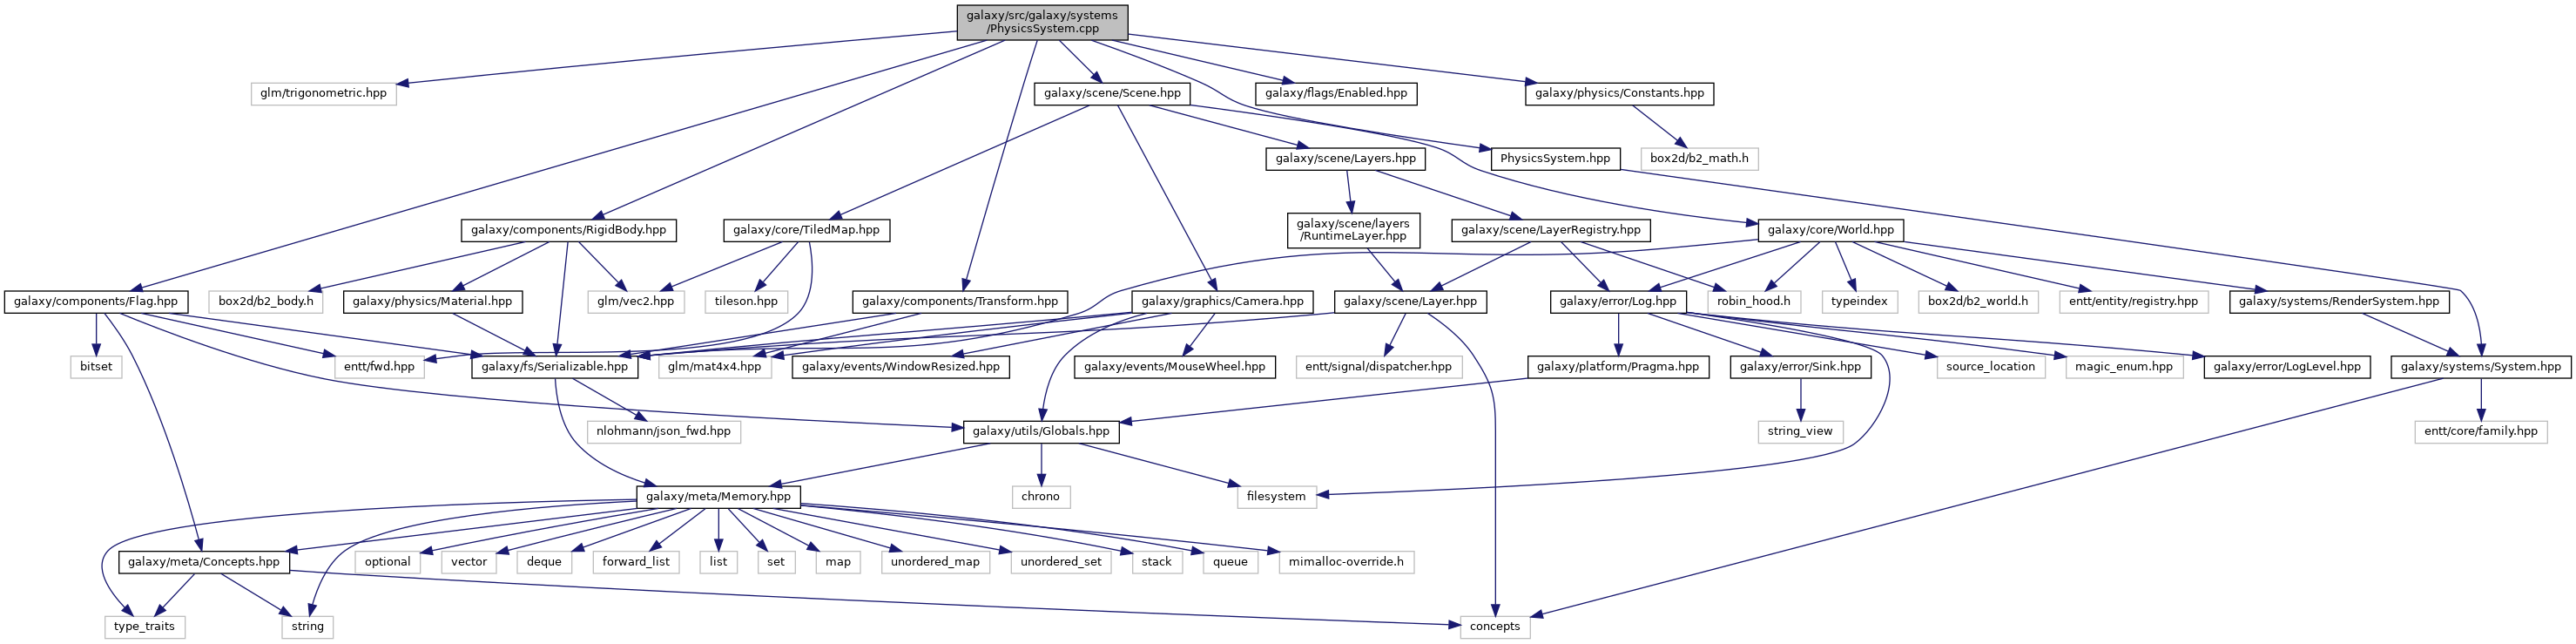 galaxy/src/galaxy/systems
/PhysicsSystem.cpp
glm/trigonometric.hpp
galaxy/scene/Scene.hpp
galaxy/flags/Enabled.hpp
galaxy/physics/Constants.hpp
galaxy/scene/Layers.hpp
PhysicsSystem.hpp
box2d/b2_math.h
galaxy/components/RigidBody.hpp
galaxy/core/TiledMap.hpp
galaxy/scene/layers
/RuntimeLayer.hpp
galaxy/scene/LayerRegistry.hpp
galaxy/core/World.hpp
galaxy/components/Flag.hpp
box2d/b2_body.h
galaxy/physics/Material.hpp
glm/vec2.hpp
tileson.hpp
galaxy/components/Transform.hpp
galaxy/graphics/Camera.hpp
galaxy/scene/Layer.hpp
galaxy/error/Log.hpp
robin_hood.h
typeindex
box2d/b2_world.h
entt/entity/registry.hpp
galaxy/systems/RenderSystem.hpp
bitset
entt/fwd.hpp
galaxy/fs/Serializable.hpp
glm/mat4x4.hpp
galaxy/events/WindowResized.hpp
galaxy/events/MouseWheel.hpp
entt/signal/dispatcher.hpp
galaxy/platform/Pragma.hpp
galaxy/error/Sink.hpp
source_location
magic_enum.hpp
galaxy/error/LogLevel.hpp
galaxy/systems/System.hpp
nlohmann/json_fwd.hpp
galaxy/utils/Globals.hpp
string_view
entt/core/family.hpp
galaxy/meta/Memory.hpp
chrono
filesystem
galaxy/meta/Concepts.hpp
optional
vector
deque
forward_list
list
set
map
unordered_map
unordered_set
stack
queue
mimalloc-override.h
type_traits
string
concepts